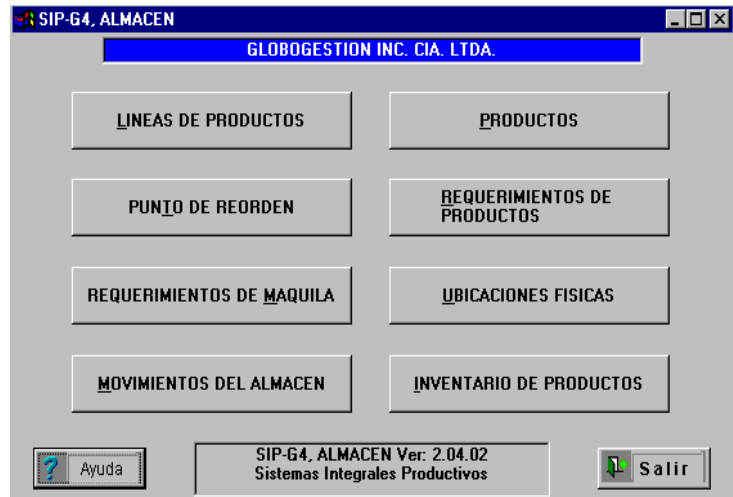 SIP-G4, ALMACEN
GLOBOGESTION INC. CIA. LTDA.
LINEAS DE PRODUCTOS
PRODUCTOS
PUNTO DE REORDEN
REQUERIMIENTOS DE
PRODUCTOS
REQUERIMIENTOS DE MAQUILA
UBICACIONES FISICAS
MOVIMIENTOS DEL ALMACEN
INVENTARIO DE PRODUCTOS
Ayuda
SIP-G4, ALMACEN Ver: 2.04.02
Sistemas Integrales Productivos
Salir